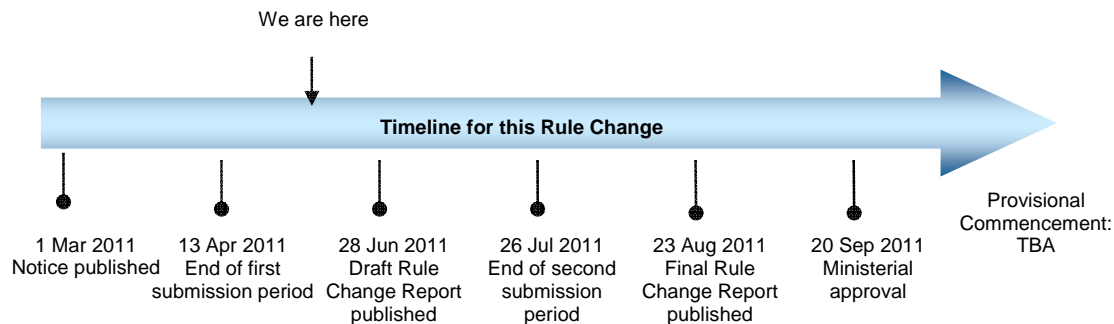 We are here
Timeline for this Rule Change
1 Mar 2011
Notice published
13 Apr 2011
End of first
submission period
28 Jun 2011
Draft Rule
Change Report
published
26 Jul 2011
End of second
submission
period
23 Aug 2011
Final Rule
Change Report
published
20 Sep 2011
Ministerial
approval
Provisional
Commencement:
TBA